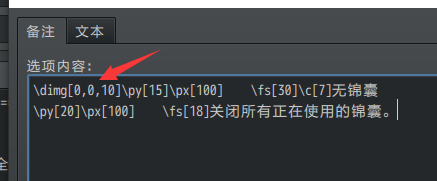 备注 文本
选项内容:
\dimg[0,0,10]\py[15]\px[100]    \fs[30]\c[7]无锦囊
\py[20]\px[100]    \fs[18]关闭所有正在使用的锦囊。
全